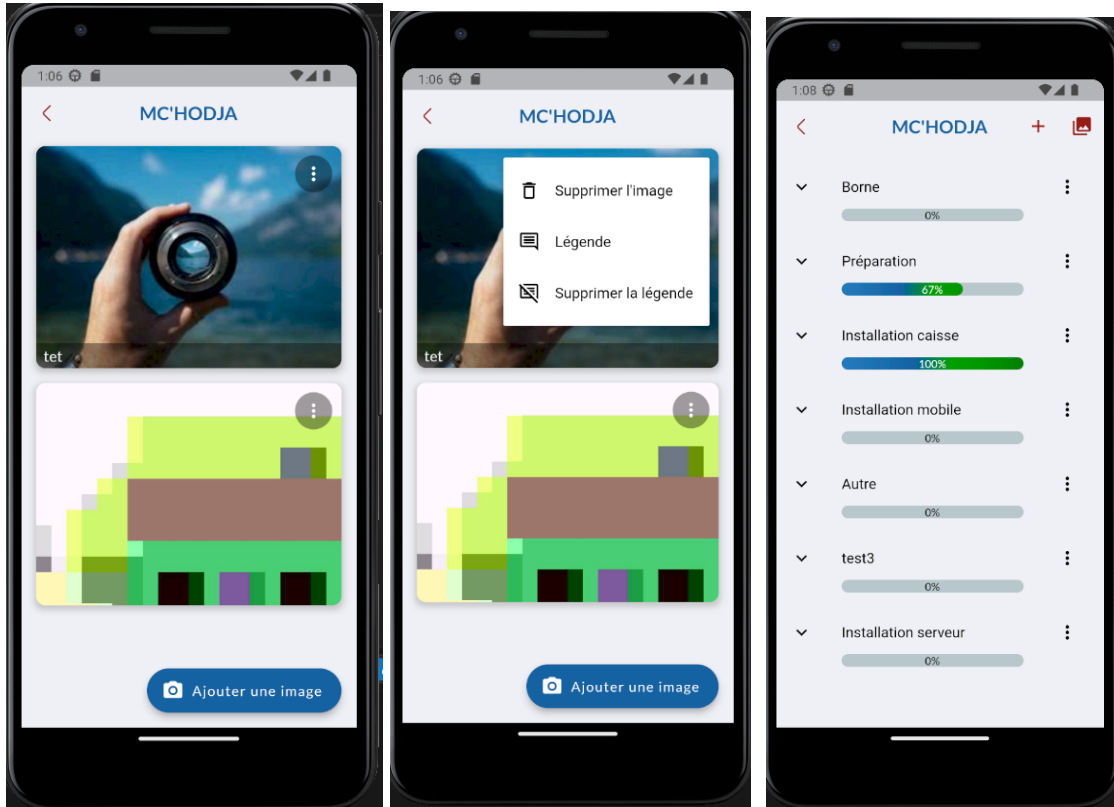 1:06
MC'HODJA
tet
Ajouter une image
1:06
MC'HODJA
Supprimer l'image
Légende
Supprimer la légende
tet
Ajouter une image
1:08
MC'HODJA
Borne
0%
Préparation
67%
Installation caisse
100%
Installation mobile
0%
Autre
0%
test3
0%
Installation serveur
0%